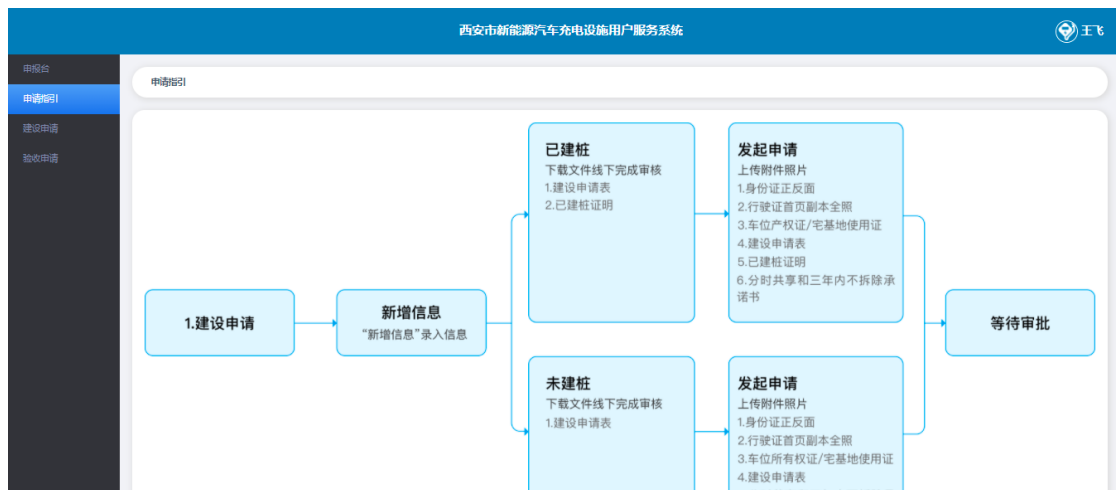 西安市新能源汽车充电设施用户服务系统
王飞
申报台
申请指引
建设申请
验收申请
申请指引
1.建设申请
新增信息
“新增信息”录入信息
已建桩
下载文件线下完成审核
1.建设申请表
2.已建桩证明
发起申请
上传附件照片
1.身份证正反面
2.行驶证首页副本全照
3.车位产权证/宅基地使用证
4.建设申请表
5.已建桩证明
6.分时共享和三年内不拆除承
诺书
未建桩
下载文件线下完成审核
1.建设申请表
发起申请
上传附件照片
1.身份证正反面
2.行驶证首页副本全照
3.车位所有权证/宅基地使用证
4.建设申请表
等待审批